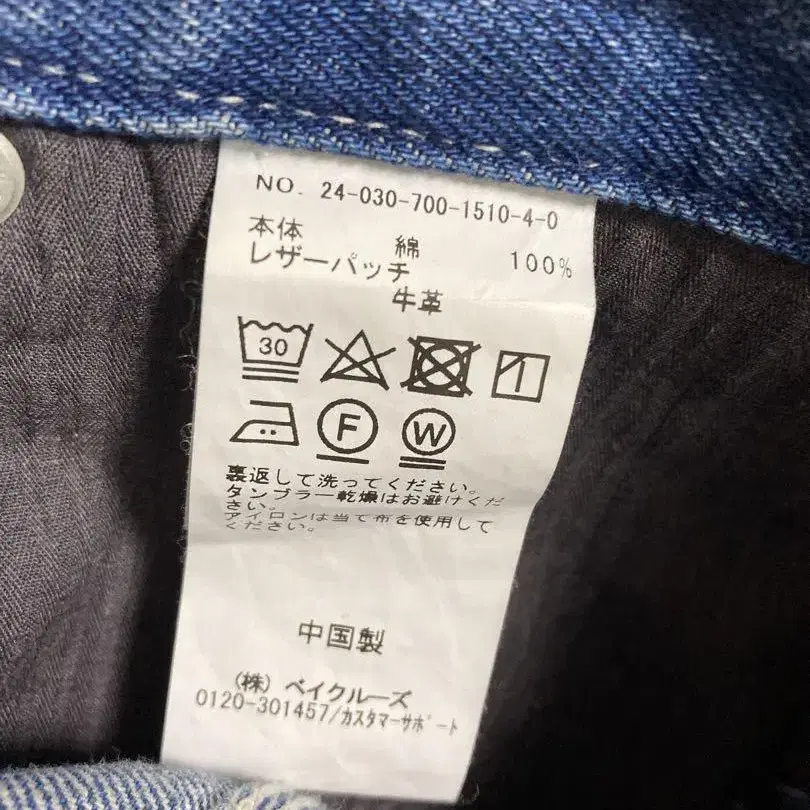 NO. 24-030-700-1510-4-0
本体 綿 100%
レザーパッチ
牛革
30
F W
裏返して洗ってください。
タンブラー乾燥はお避けくだ
さい。
アイロンは当て布を使用して
ください。
中国製
(株) ベイクルーズ
0120-301457/カスタマーサポート